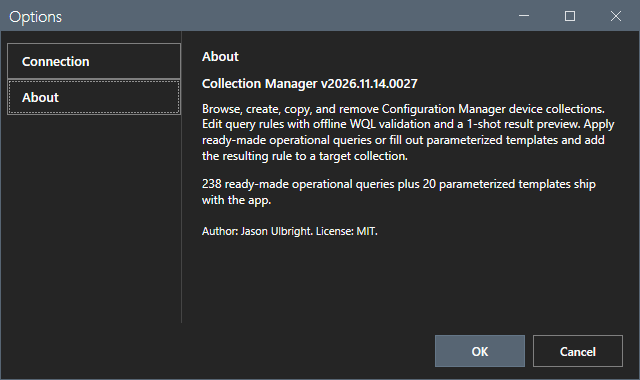 Options
Connection
About
About
Collection Manager v2026.11.14.0027
Browse, create, copy, and remove Configuration Manager device collections.
Edit query rules with offline WQL validation and a 1-shot result preview. Apply
ready-made operational queries or fill out parameterized templates and add
the resulting rule to a target collection.
238 ready-made operational queries plus 20 parameterized templates ship
with the app.
Author: Jason Ulbright. License: MIT.
OK
Cancel